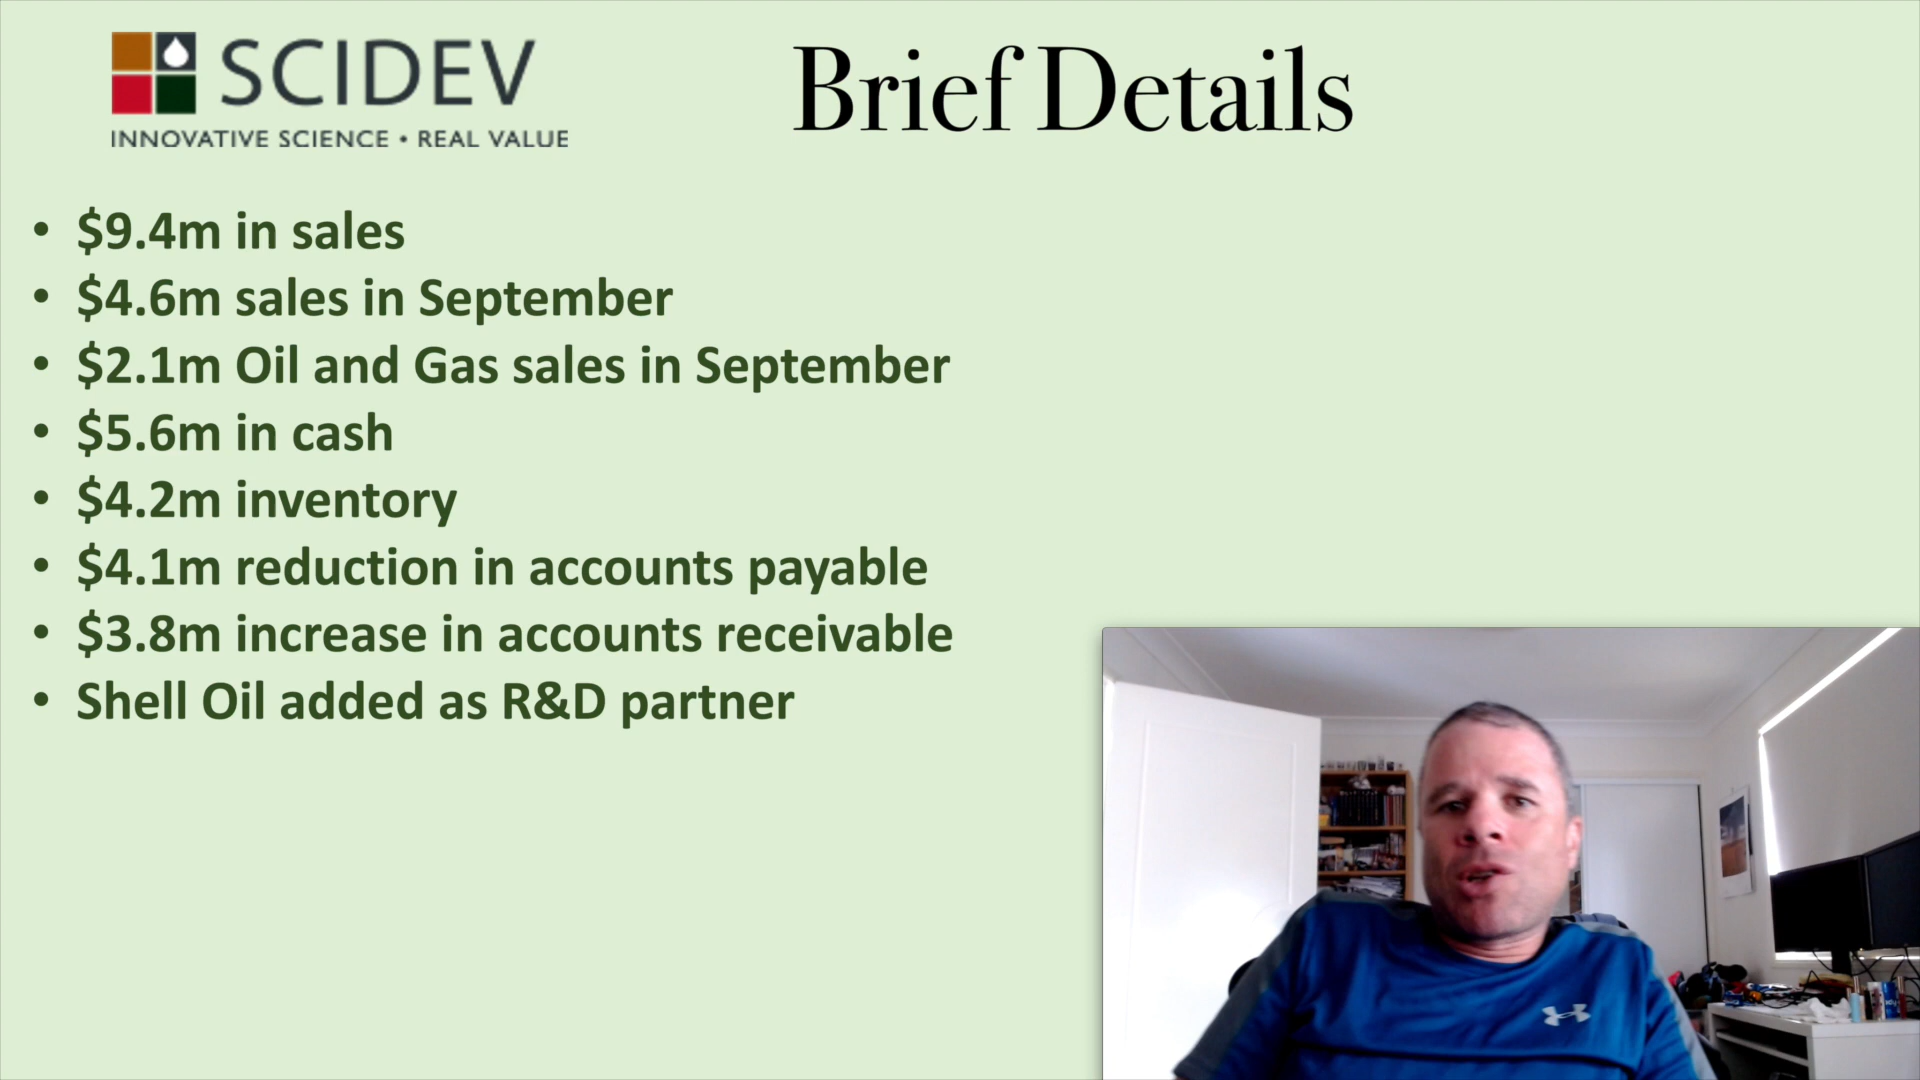 SCIDEV
INNOVATIVE SCIENCE • REAL VALUE
Brief Details
• $9.4m in sales
• $4.6m sales in September
• $2.1m Oil and Gas sales in September
• $5.6m in cash
• $4.2m inventory
• $4.1m reduction in accounts payable
• $3.8m increase in accounts receivable
• Shell Oil added as R&D partner